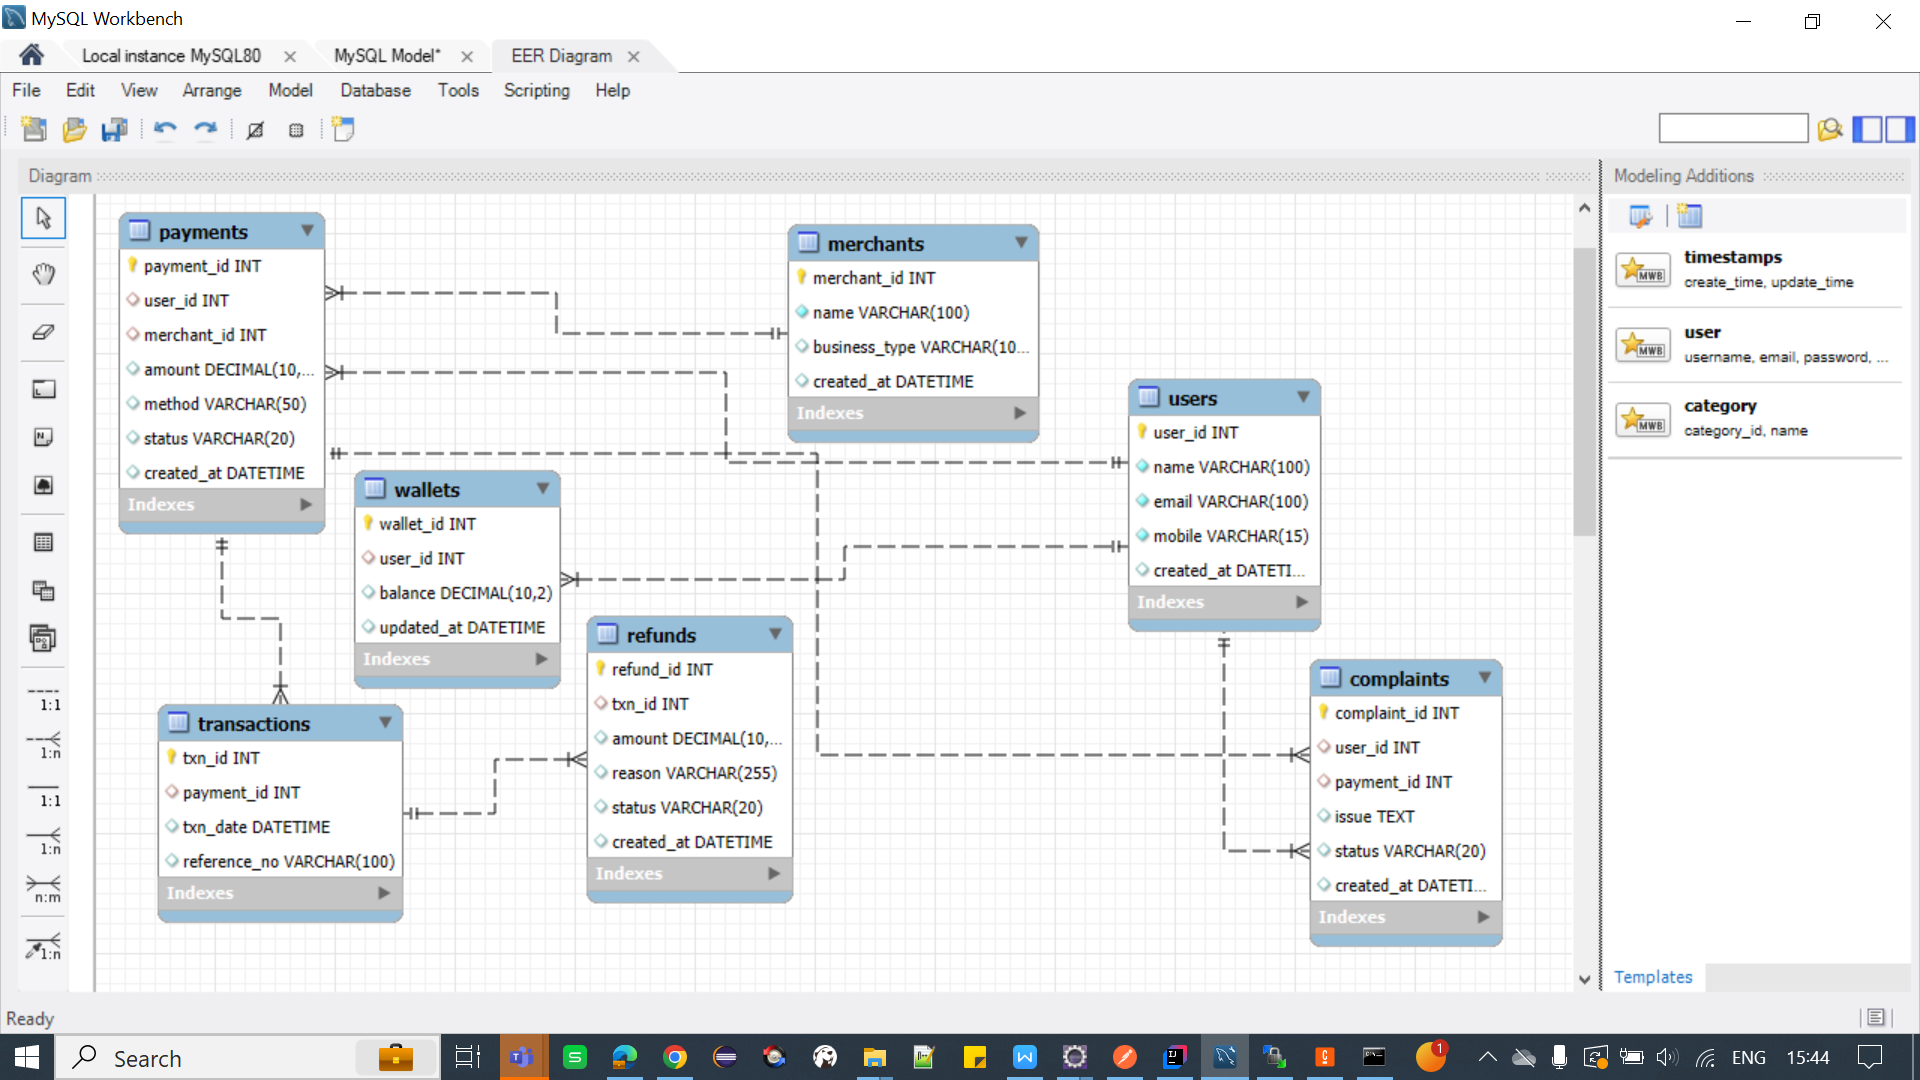 MySQL Workbench
Local instance MySQL80
MySQL Model*
EER Diagram
File Edit View Arrange Model Database Tools Scripting Help
Diagram
payments
payment_id INT
user_id INT
merchant_id INT
amount DECIMAL(10,...
method VARCHAR(50)
status VARCHAR(20)
created_at DATETIME
Indexes
merchants
merchant_id INT
name VARCHAR(100)
business_type VARCHAR(10...
created_at DATETIME
Indexes
users
user_id INT
name VARCHAR(100)
email VARCHAR(100)
mobile VARCHAR(15)
created_at DATETI...
Indexes
wallets
wallet_id INT
user_id INT
balance DECIMAL(10,2)
updated_at DATETIME
Indexes
refunds
refund_id INT
txn_id INT
amount DECIMAL(10,...
reason VARCHAR(255)
status VARCHAR(20)
created_at DATETIME
Indexes
transactions
txn_id INT
payment_id INT
txn_date DATETIME
reference_no VARCHAR(100)
Indexes
complaints
complaint_id INT
user_id INT
payment_id INT
issue TEXT
status VARCHAR(20)
created_at DATETI...
Indexes
1:1
1:n
1:1
1:n
n:m
1:n
Modeling Additions
MWB
timestamps
create_time, update_time
MWB
user
username, email, password, ...
MWB
category
category_id, name
Templates
Ready
Search
1
ENG
15:44